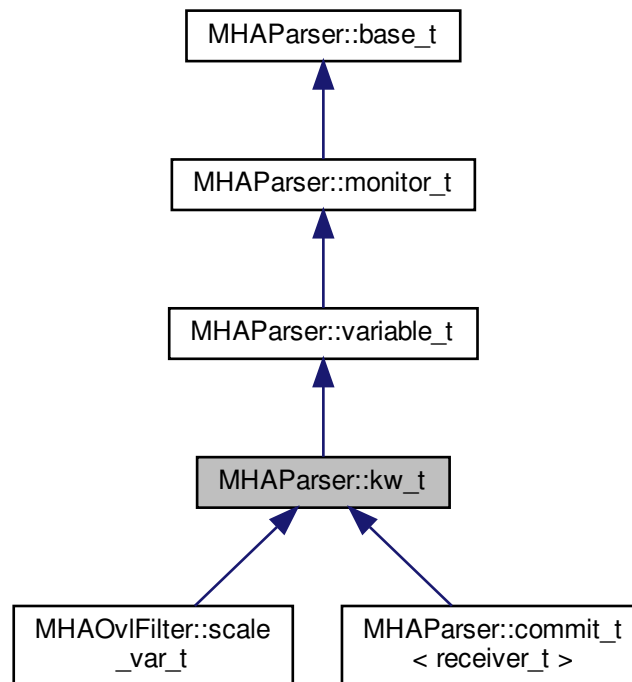 MHAParser::base_t
MHAParser::monitor_t
MHAParser::variable_t
MHAParser::kw_t
MHAOvlFilter::scale
_var_t
MHAParser::commit_t
< receiver_t >